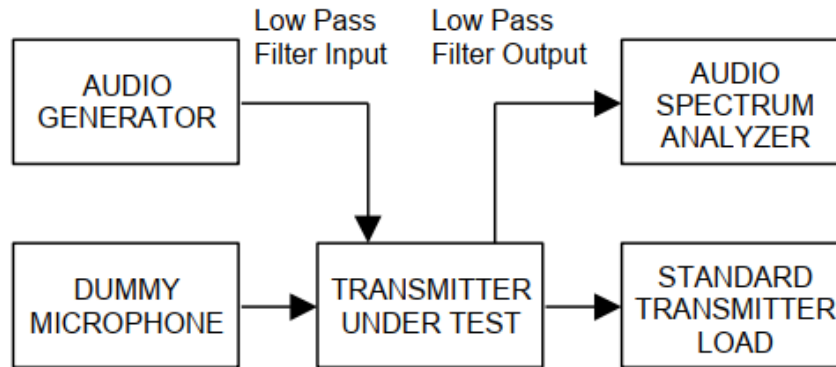 Low Pass
Filter Input
Low Pass
Filter Output
AUDIO
GENERATOR
AUDIO
SPECTRUM
ANALYZER
DUMMY
MICROPHONE
TRANSMITTER
UNDER TEST
STANDARD
TRANSMITTER
LOAD